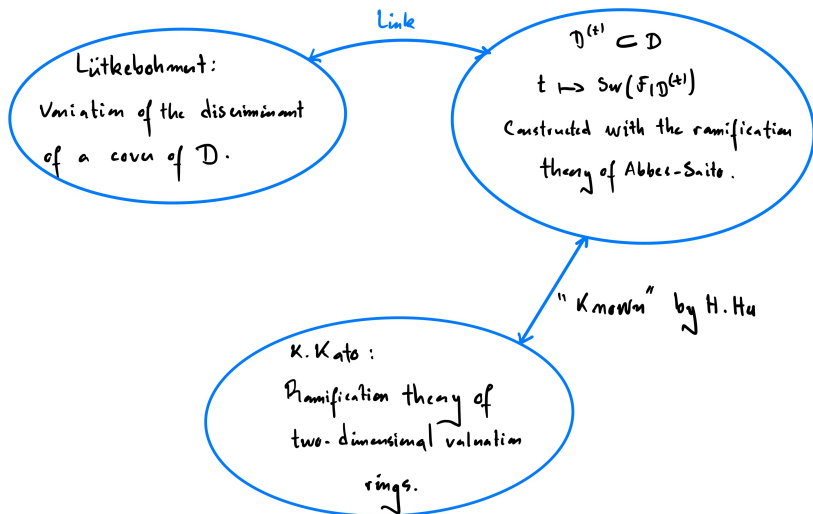 Link
Lütkebohmert:
Variation of the discriminant
of a cover of D.
D^(t) ⊂ D
t ↦ Sw(F|D^(t))
Constructed with the ramification
theory of Abbes-Saito.
"Known" by H. Hu
K. Kato:
Ramification theory of
two-dimensional valuation
rings.